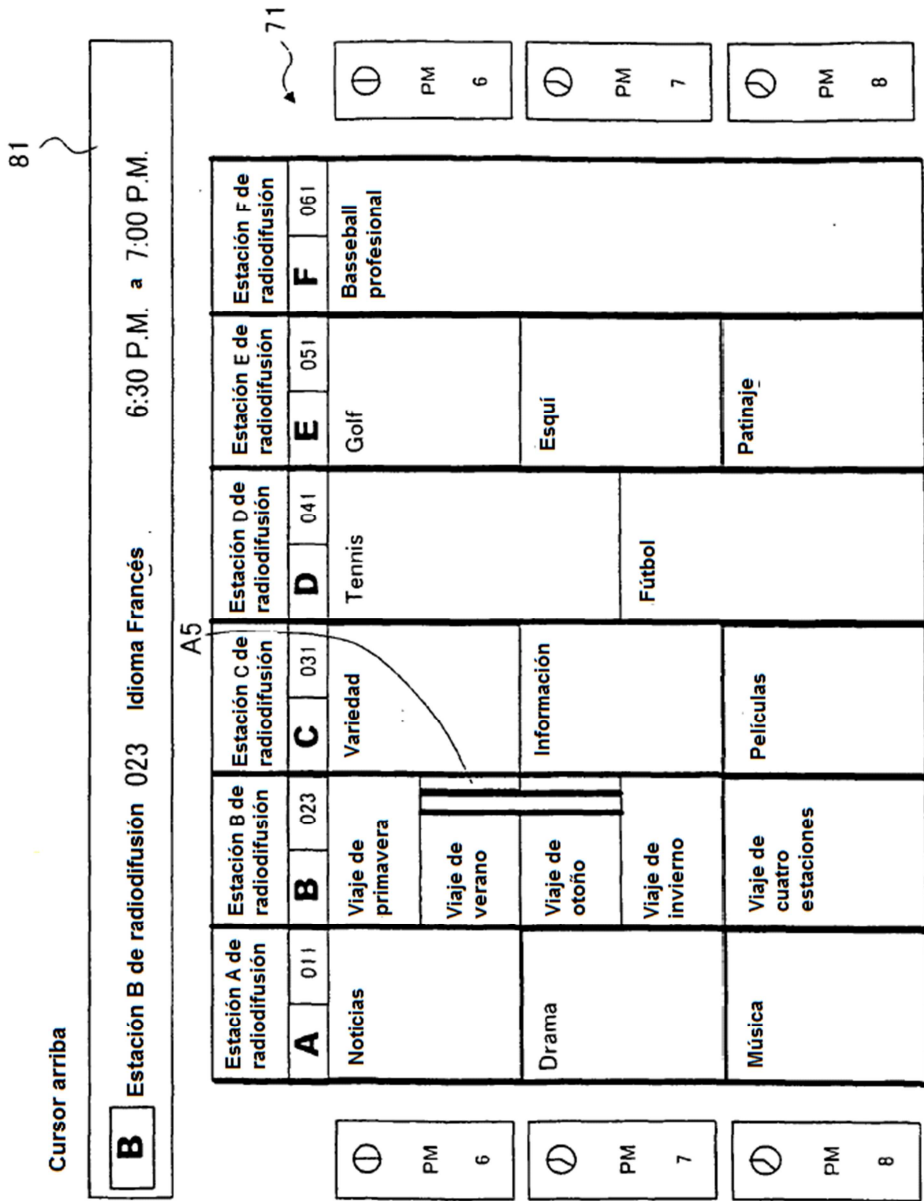 81
Cursor arriba
B Estación B de radiodifusión 023 Idioma Francés 6:30 P.M. a 7:00 P.M.
71
A5
Estación A de
radiodifusión
A 011
Estación B de
radiodifusión
B 023
Estación C de
radiodifusión
C 031
Estación D de
radiodifusión
D 041
Estación E de
radiodifusión
E 051
Estación F de
radiodifusión
F 061
PM
6
Noticias
Viaje de
primavera
Viaje de
verano
Variedad
Tennis
Golf
Basseball
profesional
PM
6
PM
7
Drama
Viaje de
otoño
Viaje de
invierno
Información
Fútbol
Esquí
PM
7
PM
8
Música
Viaje de
cuatro
estaciones
Películas
Patinaje
PM
8